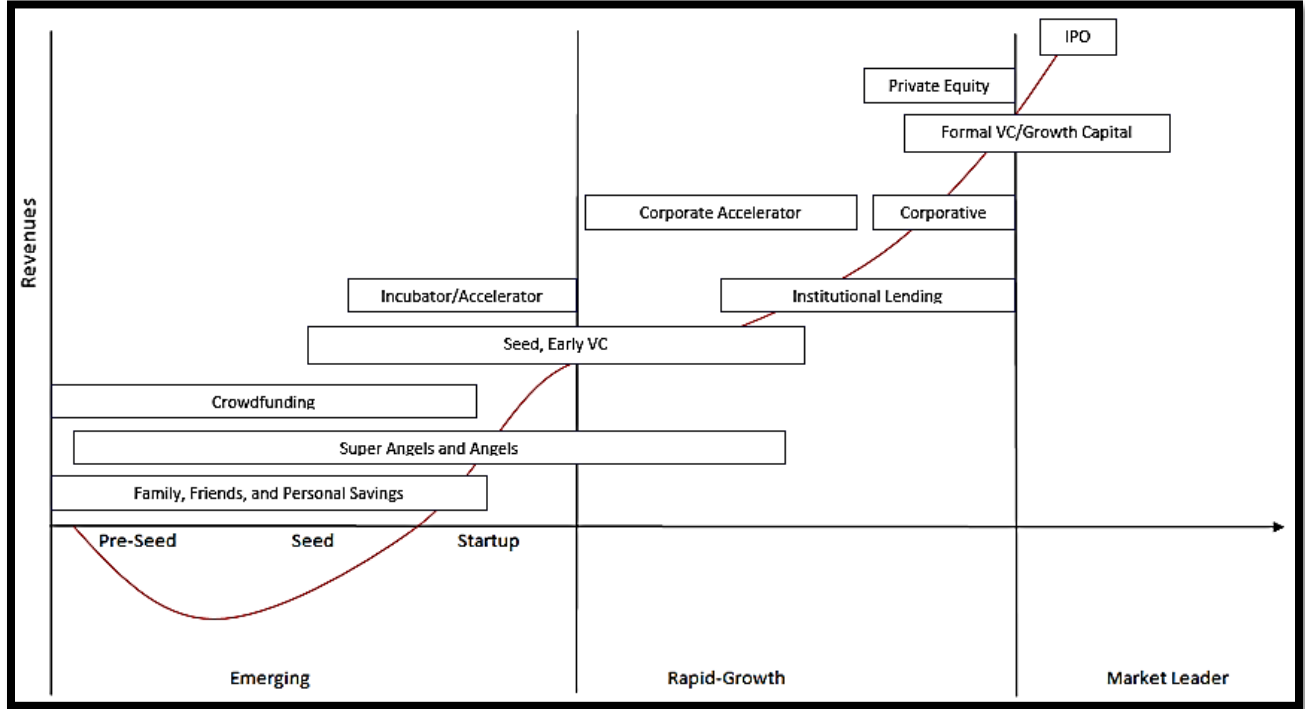 IPO
Private Equity
Formal VC/Growth Capital
Corporate Accelerator
Corporative
Revenues
Incubator/Accelerator
Institutional Lending
Seed, Early VC
Crowdfunding
Super Angels and Angels
Family, Friends, and Personal Savings
Pre-Seed
Seed
Startup
Emerging
Rapid-Growth
Market Leader